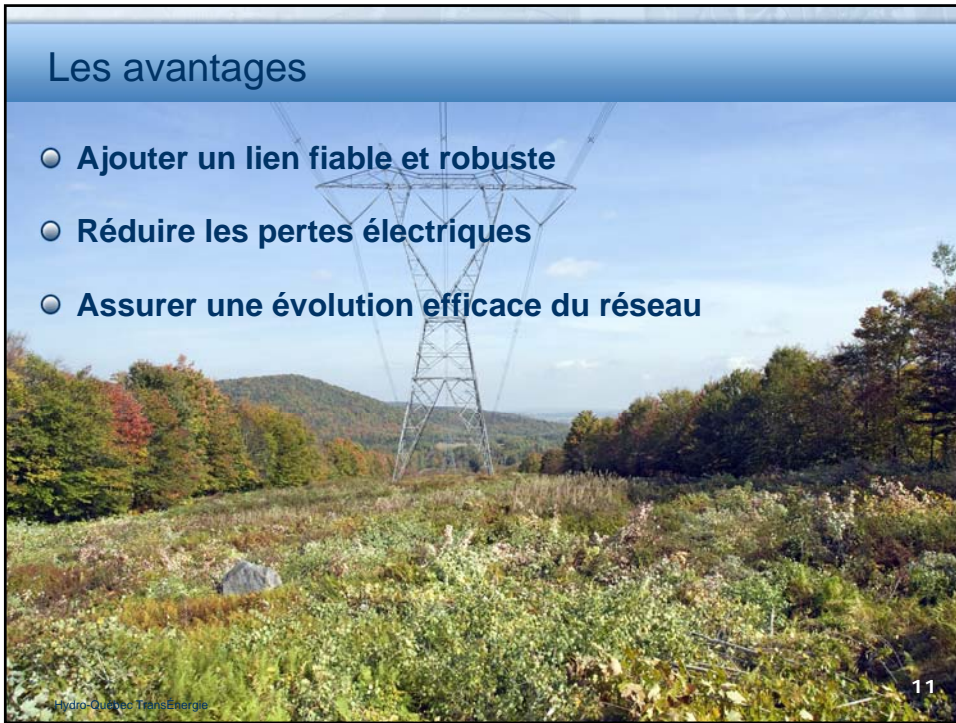 Les avantages
Ajouter un lien fiable et robuste
Réduire les pertes électriques
Assurer une évolution efficace du réseau
Hydro-Québec TransÉnergie
11